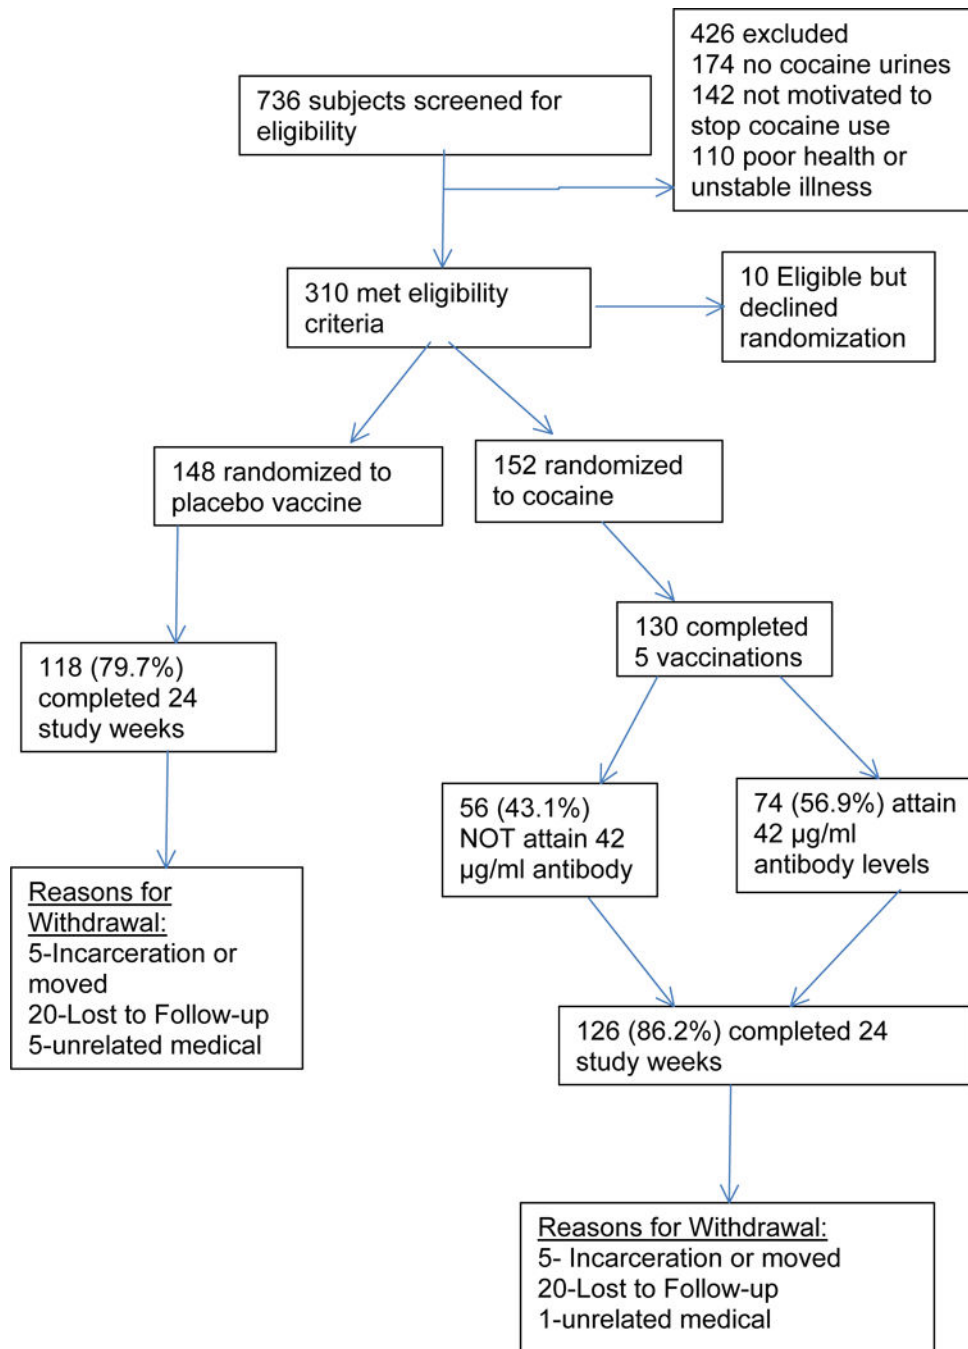 736 subjects screened for
eligibility
426 excluded
174 no cocaine urines
142 not motivated to
stop cocaine use
110 poor health or
unstable illness
310 met eligibility
criteria
10 Eligible but
declined
randomization
148 randomized to
placebo vaccine
152 randomized
to cocaine
130 completed
5 vaccinations
118 (79.7%)
completed 24
study weeks
56 (43.1%)
NOT attain 42
µg/ml antibody
74 (56.9%) attain
42 µg/ml
antibody levels
Reasons for
Withdrawal:
5-Incarceration or
moved
20-Lost to Follow-up
5-unrelated medical
126 (86.2%) completed 24
study weeks
Reasons for Withdrawal:
5- Incarceration or moved
20-Lost to Follow-up
1-unrelated medical